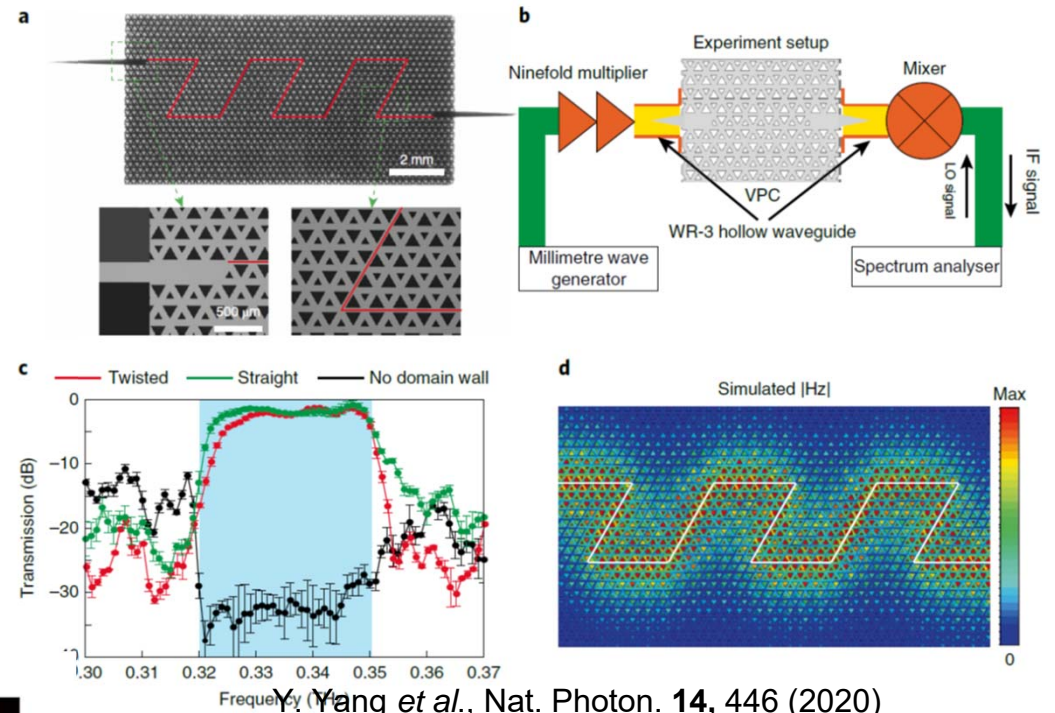 a
2 mm
500 μm
b
Experiment setup
Ninefold multiplier
Mixer
VPC
WR-3 hollow waveguide
LO signal
IF signal
Millimetre wave
generator
Spectrum analyser
c
Twisted
Straight
No domain wall
Transmission (dB)
0
−10
−20
−30
0.30
0.31
0.32
0.33
0.34
0.35
0.36
0.37
Frequency
d
Simulated |Hz|
Max
0
Y. Yang et al., Nat. Photon. 14, 446 (2020)